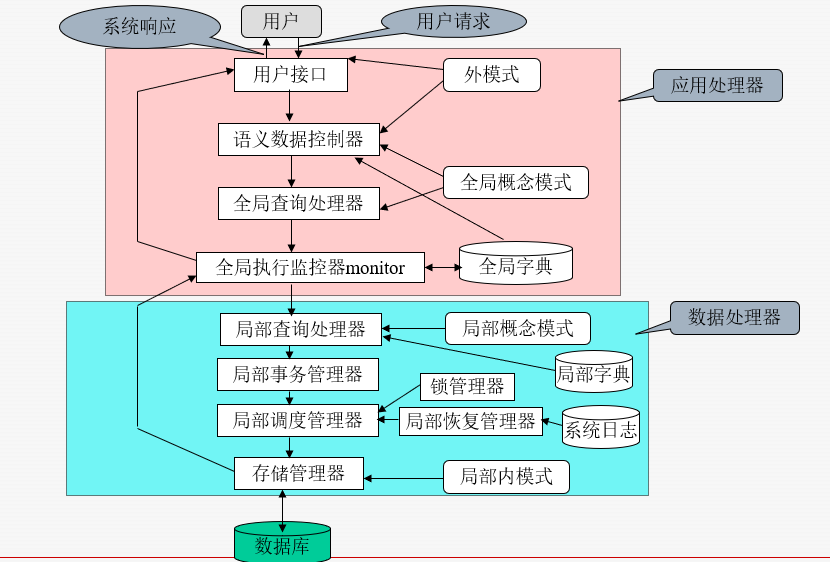 系统响应
用户
用户请求
用户接口
外模式
应用处理器
语义数据控制器
全局概念模式
全局查询处理器
全局执行监控器monitor
全局字典
局部查询处理器
局部概念模式
数据处理器
局部事务管理器
局部字典
锁管理器
局部调度管理器
局部恢复管理器
系统日志
存储管理器
局部内模式
数据库